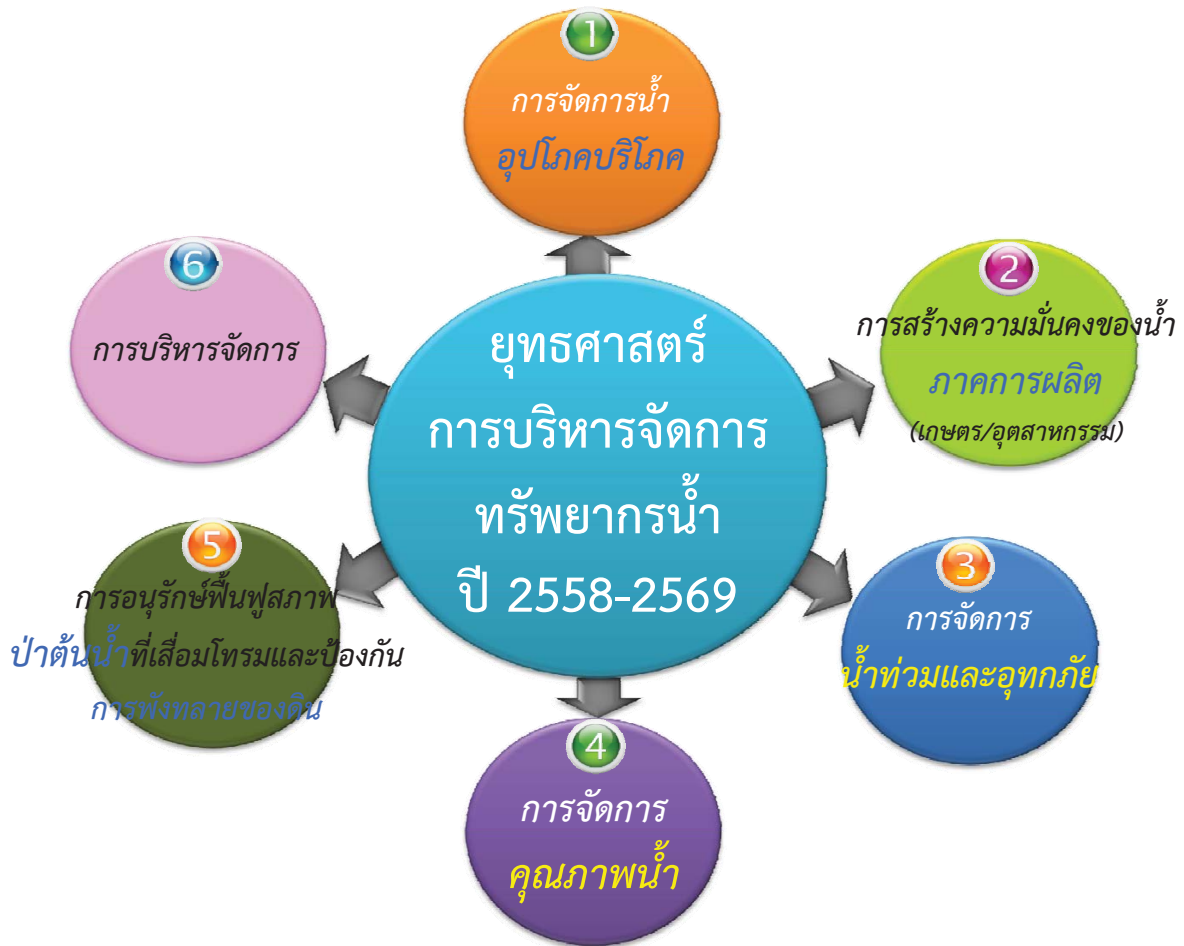 1
การจัดการน้ำ
อุปโภคบริโภค
2
การสร้างความมั่นคงของน้ำ
ภาคการผลิต
(เกษตร/อุตสาหกรรม)
3
การจัดการ
น้ำท่วมและอุทกภัย
4
การจัดการ
คุณภาพน้ำ
5
การอนุรักษ์ฟื้นฟูสภาพ
ป่าต้นน้ำที่เสื่อมโทรมและป้องกัน
การพังทลายของดิน
6
การบริหารจัดการ
ยุทธศาสตร์
การบริหารจัดการ
ทรัพยากรน้ำ
ปี 2558-2569